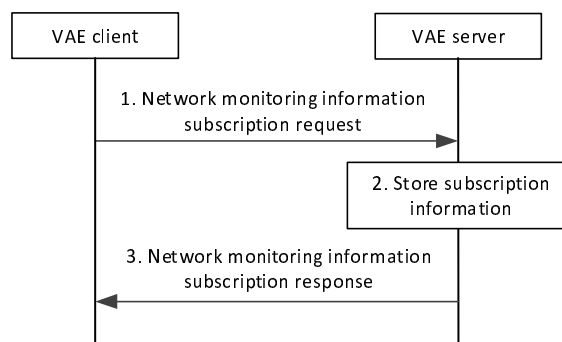 VAE client
VAE server
1. Network monitoring information
subscription request
2. Store subscription
information
3. Network monitoring information
subscription response